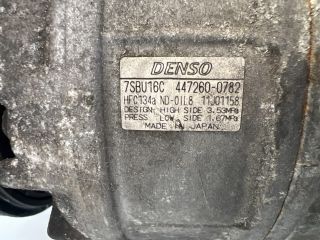 DENSO
7SBU16C 447260-0782
HFC134a ND-OIL8 11J01158
DESIGN HIGH SIDE 3.53MPa
PRESS LOW SIDE 1.67MPa
MADE IN JAPAN